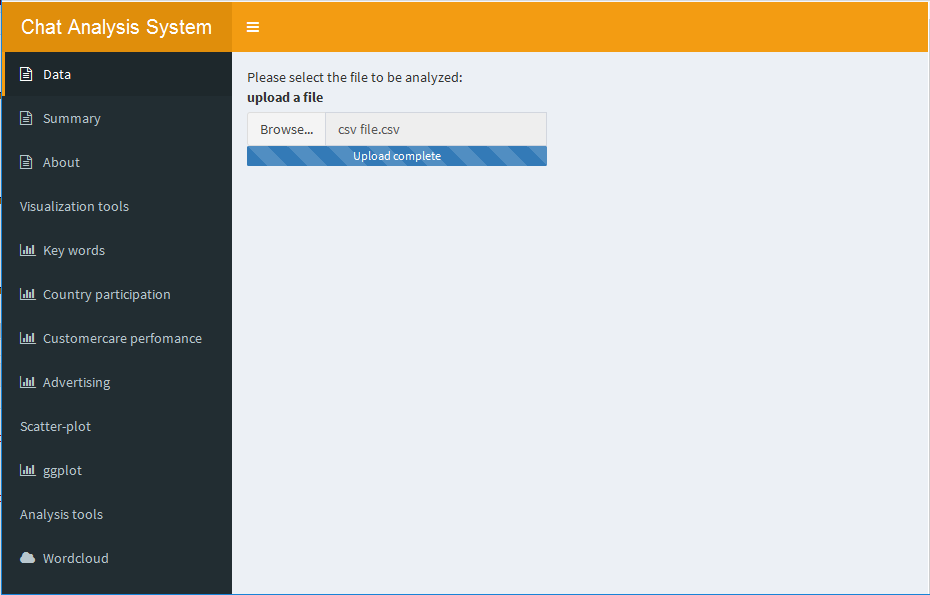 Chat Analysis System
Data
Summary
About
Visualization tools
Key words
Country participation
Customercare perfomance
Advertising
Scatter-plot
ggplot
Analysis tools
Wordcloud
Please select the file to be analyzed:
upload a file
Browse... csv file.csv
Upload complete